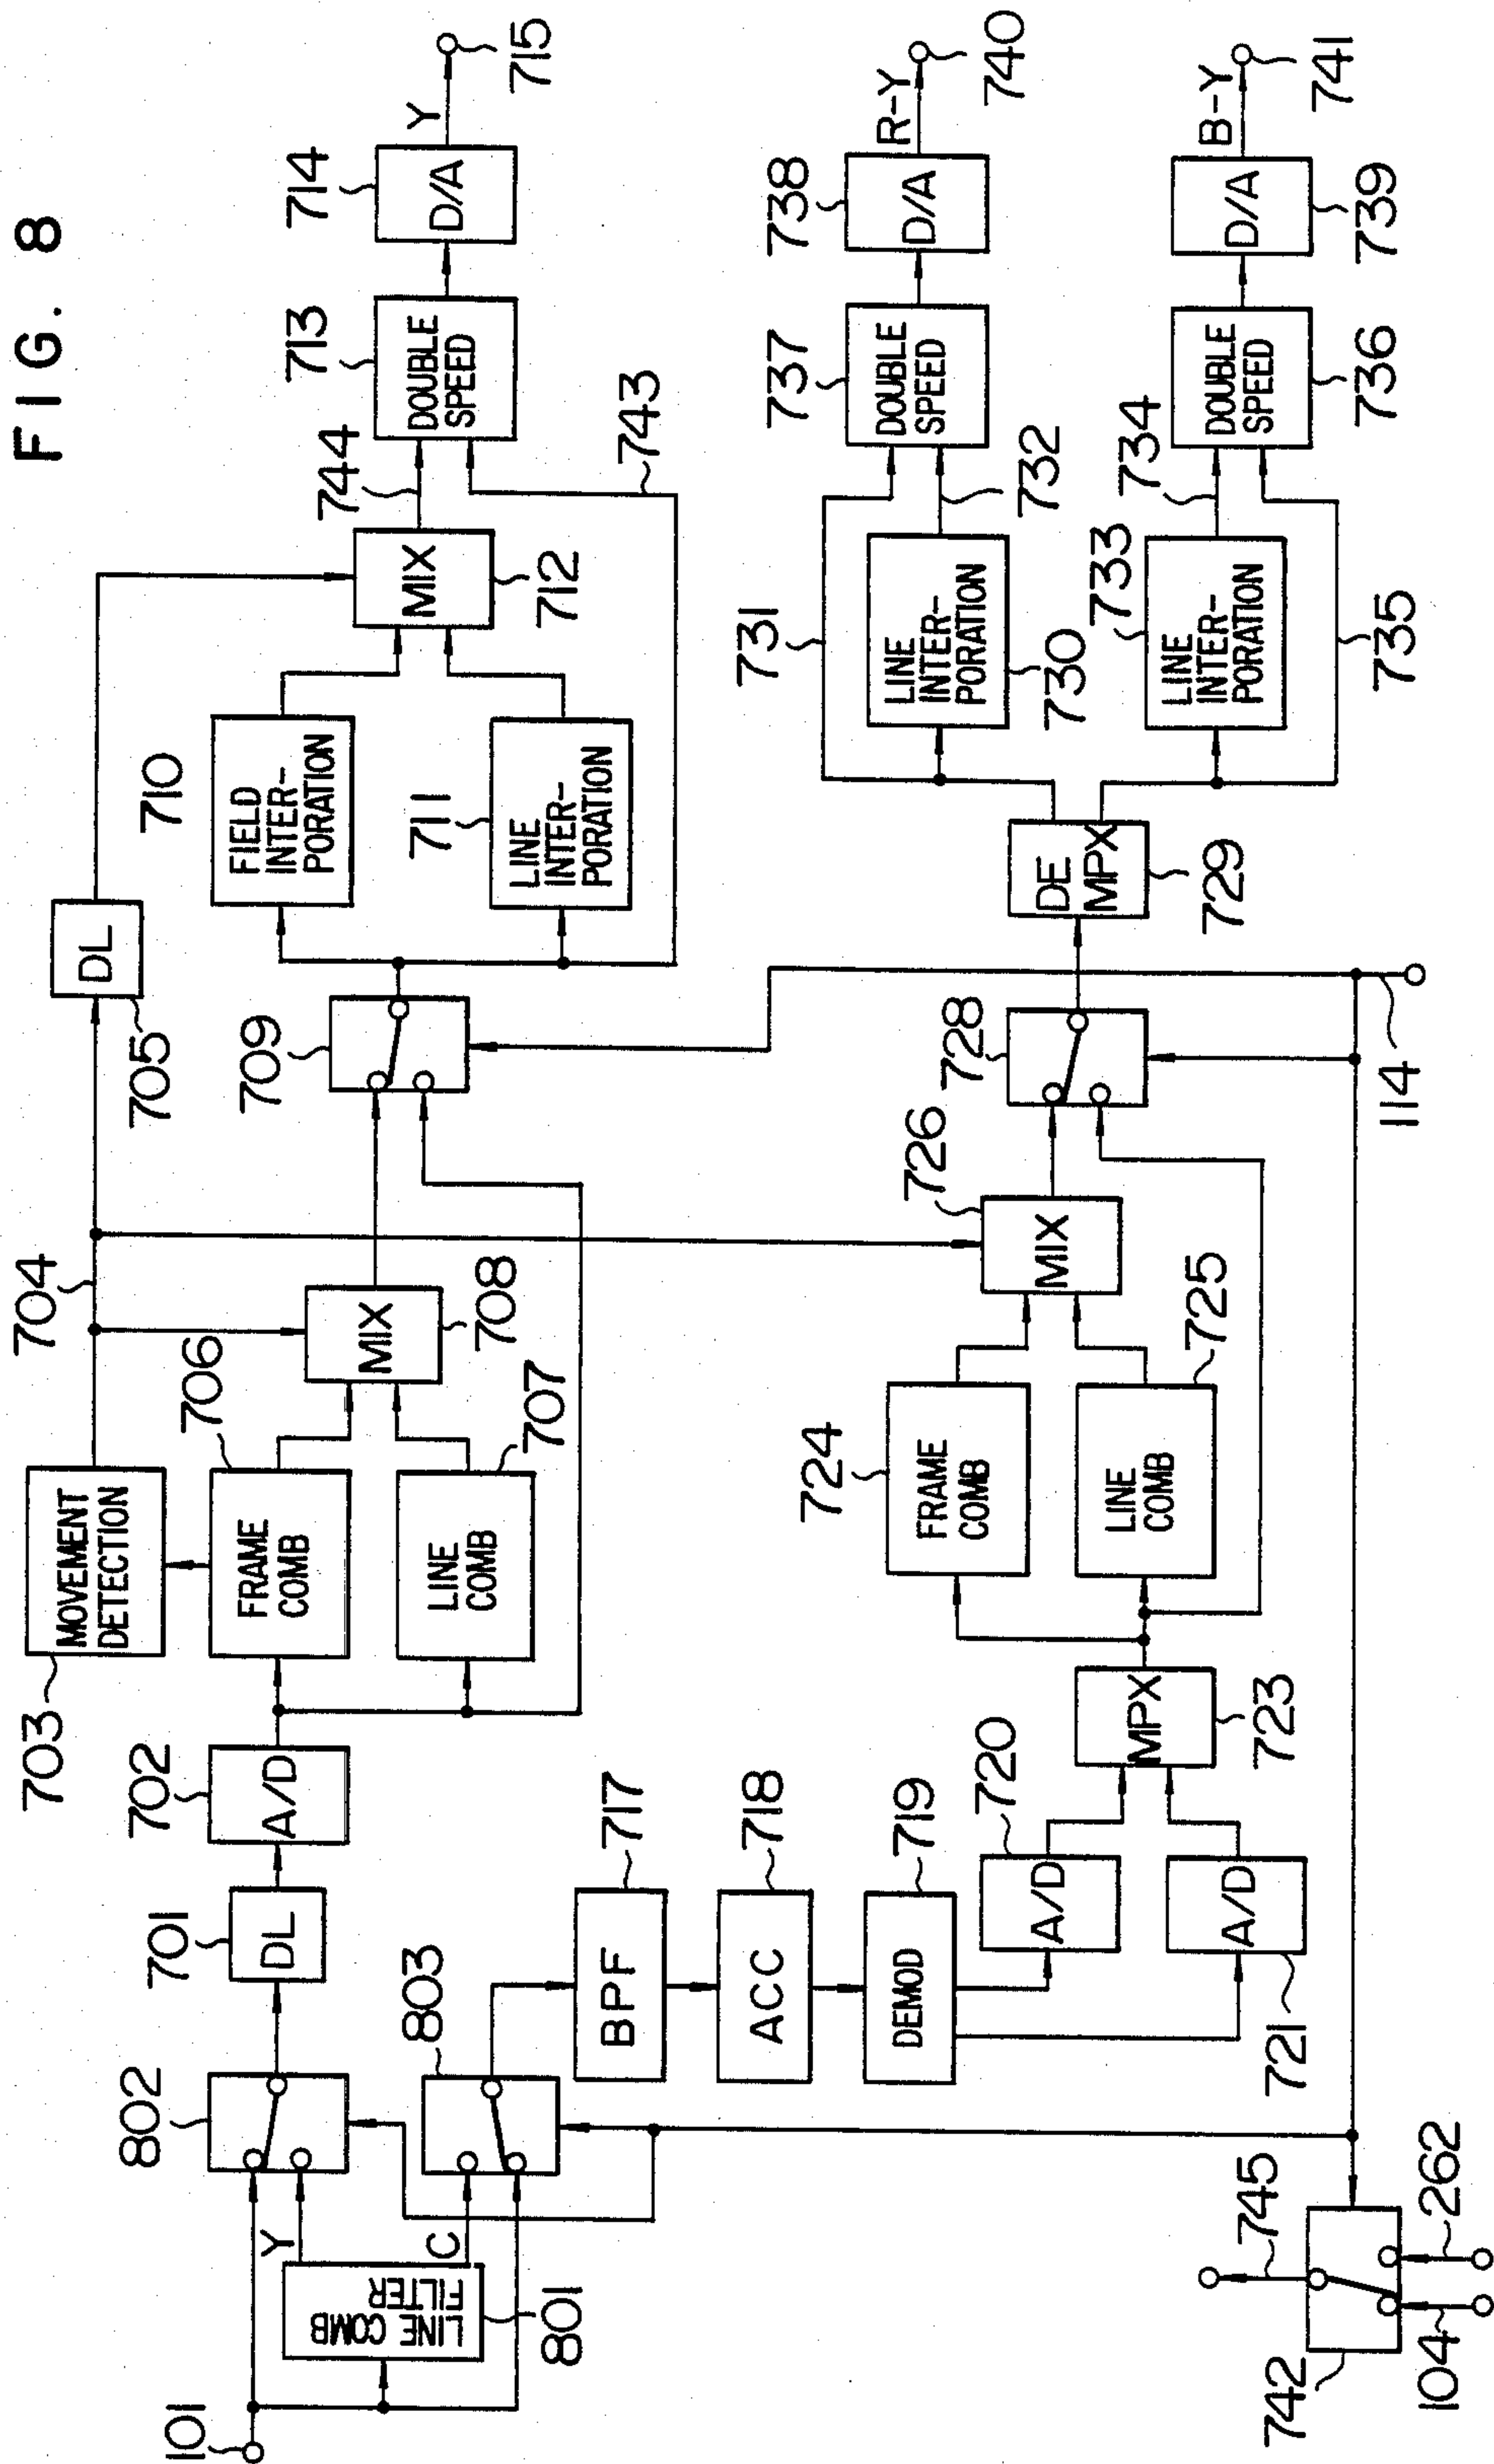 FIG. 8
101
LINE COMB
FILTER
801
Y
C
802
803
701
DL
702
A/D
703
MOVEMENT
DETECTION
704
706
FRAME
COMB
LINE
COMB
707
MIX
708
705
DL
709
710
FIELD
INTER-
PORATION
711
LINE
INTER-
PORATION
MIX
712
744
743
713
DOUBLE
SPEED
714
D/A
Y
715
BPF
717
ACC
718
DEMOD
719
A/D
720
A/D
721
MPX
723
724
FRAME
COMB
LINE
COMB
725
726
MIX
728
114
DE
MPX
729
731
LINE
INTER-
PORATION
730
732
733
LINE
INTER-
PORATION
734
735
737
DOUBLE
SPEED
DOUBLE
SPEED
736
738
D/A
R-Y
740
D/A
739
B-Y
741
742
745
104
262